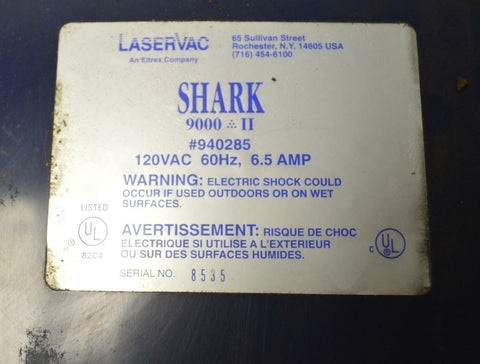 LASERVAC
An Eltrex Company
65 Sullivan Street
Rochester, N.Y. 14605 USA
(716) 454-6100
SHARK
9000 ∴ II
#940285
120VAC 60Hz, 6.5 AMP
WARNING: ELECTRIC SHOCK COULD
OCCUR IF USED OUTDOORS OR ON WET
SURFACES.
LISTED
UL
®
82C4
AVERTISSEMENT: RISQUE DE CHOC
ELECTRIQUE SI UTILISE A L'EXTERIEUR
OU SUR DES SURFACES HUMIDES.
C UL
®
SERIAL NO. 8535